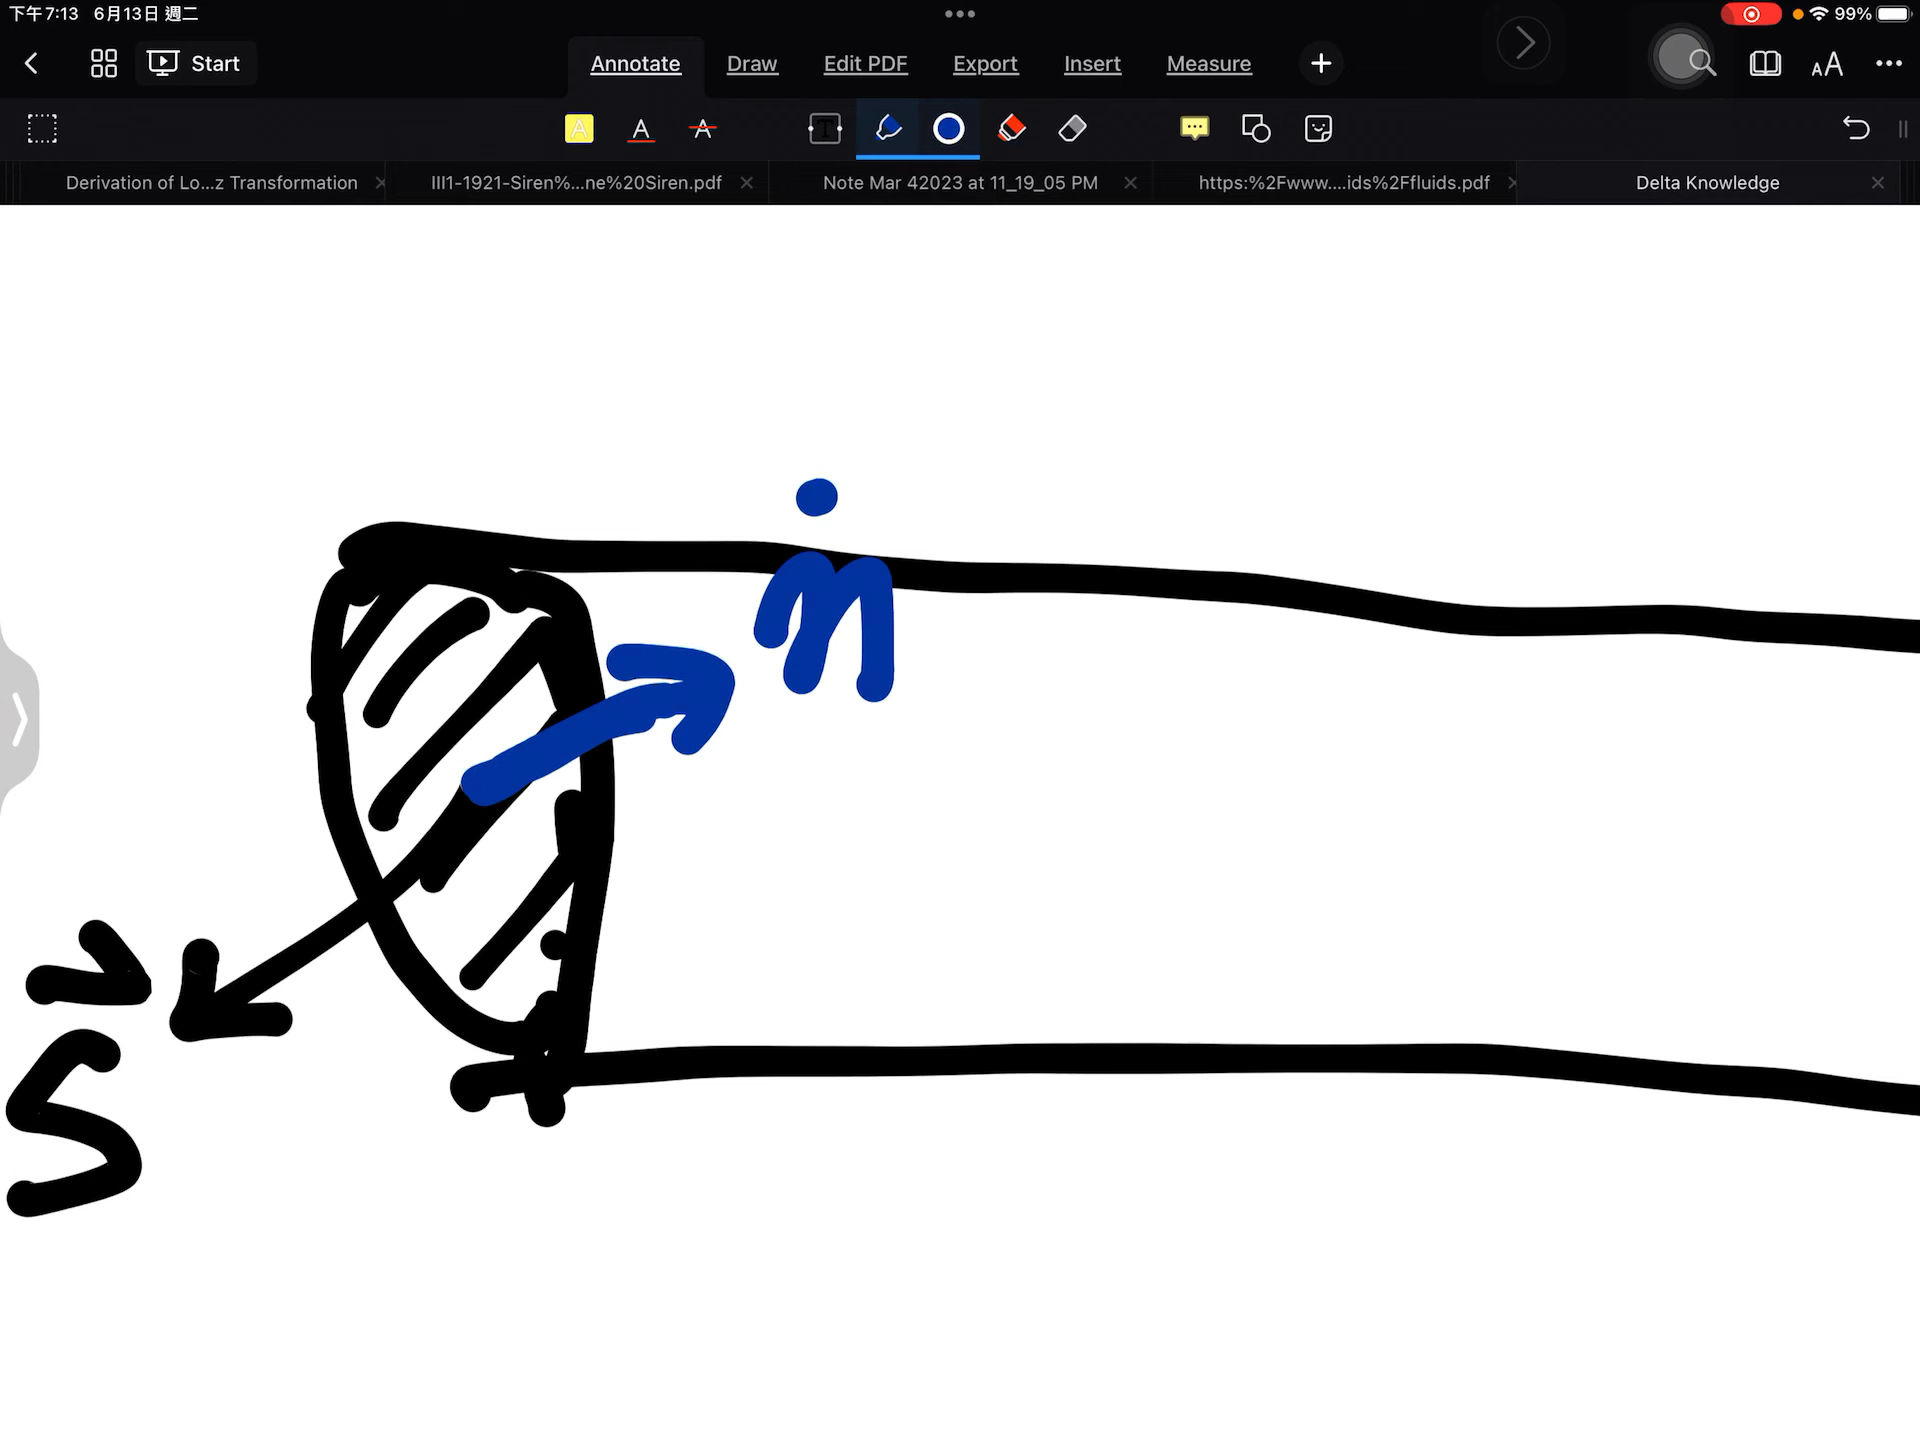 下午7:13 6月13日 週二 99%
Start Annotate Draw Edit PDF Export Insert Measure AA
A A A T
Derivation of Lo...z Transformation III1-1921-Siren%...ne%20Siren.pdf Note Mar 42023 at 11_19_05 PM https:%2Fwww....ids%2Ffluids.pdf Delta Knowledge
ṁ
S⃗